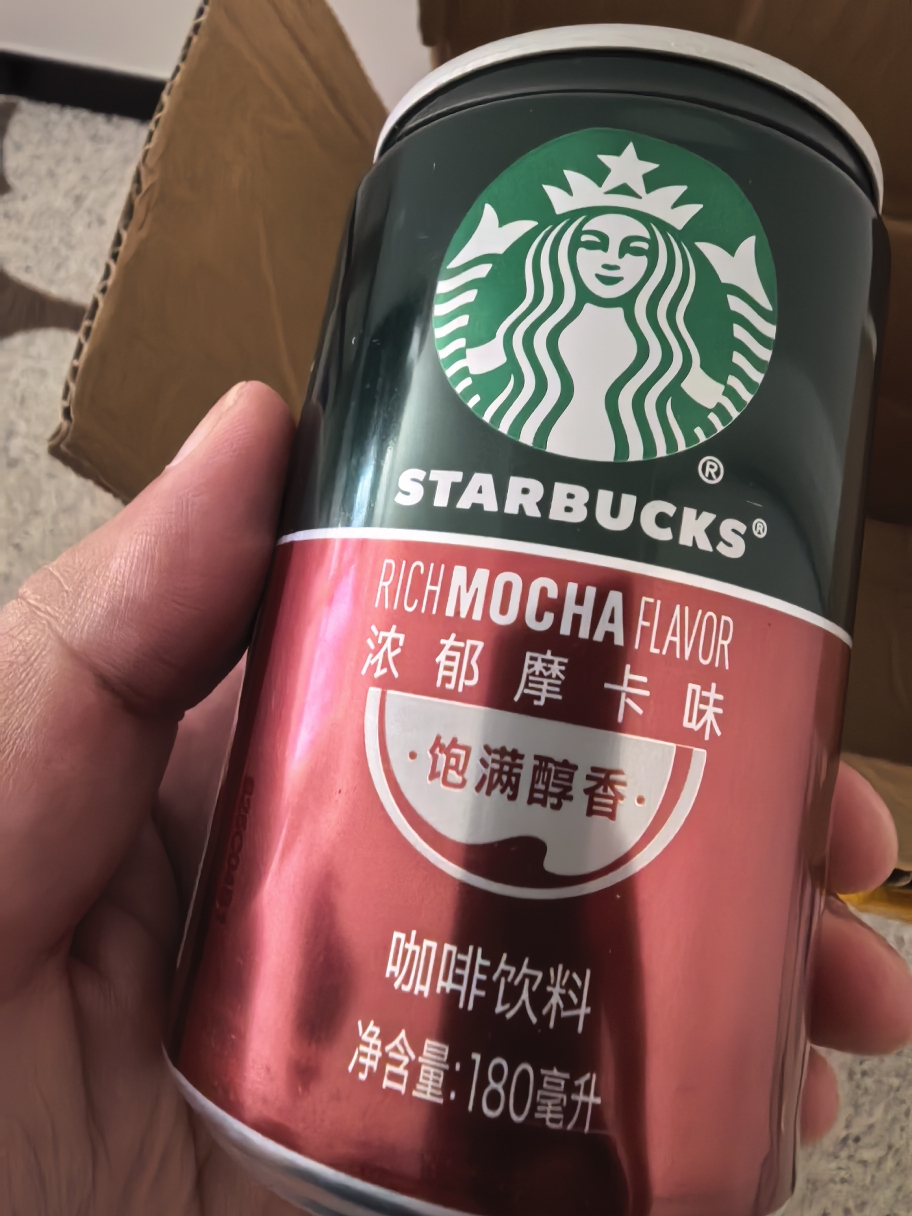 ®
STARBUCKS®
RICH MOCHA FLAVOR
浓郁摩卡味
·饱满醇香·
咖啡饮料
净含量:180毫升